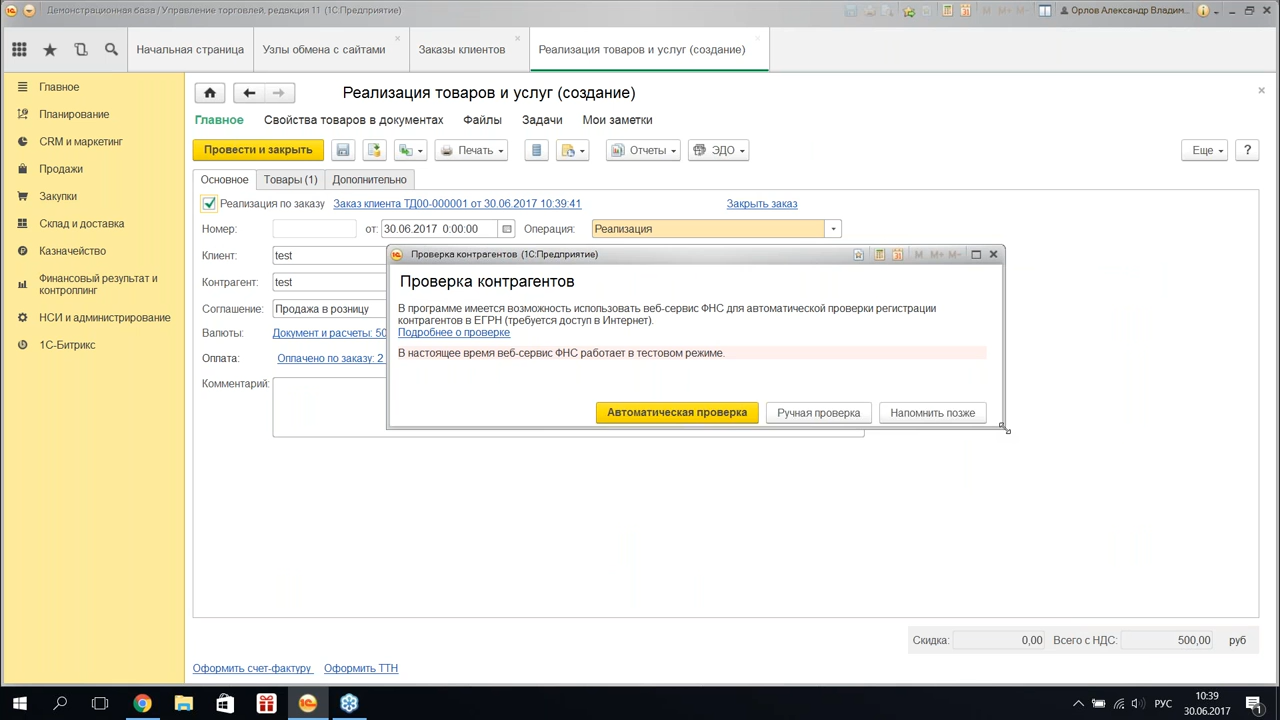 Демонстрационная база / Управление торговлей, редакция 11 (1С:Предприятие)
Орлов Александр Владим...
M M+ M-
Начальная страница
Узлы обмена с сайтами
Заказы клиентов
Реализация товаров и услуг (создание)
Главное
Планирование
CRM и маркетинг
Продажи
Закупки
Склад и доставка
Казначейство
Финансовый результат и
контроллинг
НСИ и администрирование
1С-Битрикс
Реализация товаров и услуг (создание)
Главное Свойства товаров в документах Файлы Задачи Мои заметки
Провести и закрыть Печать Отчеты ЭДО Еще ?
Основное Товары (1) Дополнительно
Реализация по заказу Заказ клиента ТД00-000001 от 30.06.2017 10:39:41 Закрыть заказ
Номер: от: 30.06.2017 0:00:00 Операция: Реализация
Клиент: test
Контрагент: test
Соглашение: Продажа в розницу
Валюты: Документ и расчеты: 50
Оплата: Оплачено по заказу: 2
Комментарий:
Проверка контрагентов (1С:Предприятие)
M M+ M-
Проверка контрагентов
В программе имеется возможность использовать веб-сервис ФНС для автоматической проверки регистрации
контрагентов в ЕГРН (требуется доступ в Интернет).
Подробнее о проверке
В настоящее время веб-сервис ФНС работает в тестовом режиме.
Автоматическая проверка Ручная проверка Напомнить позже
Скидка: 0,00 Всего с НДС: 500,00 руб
Оформить счет-фактуру Оформить ТТН
РУС
10:39
30.06.2017
1